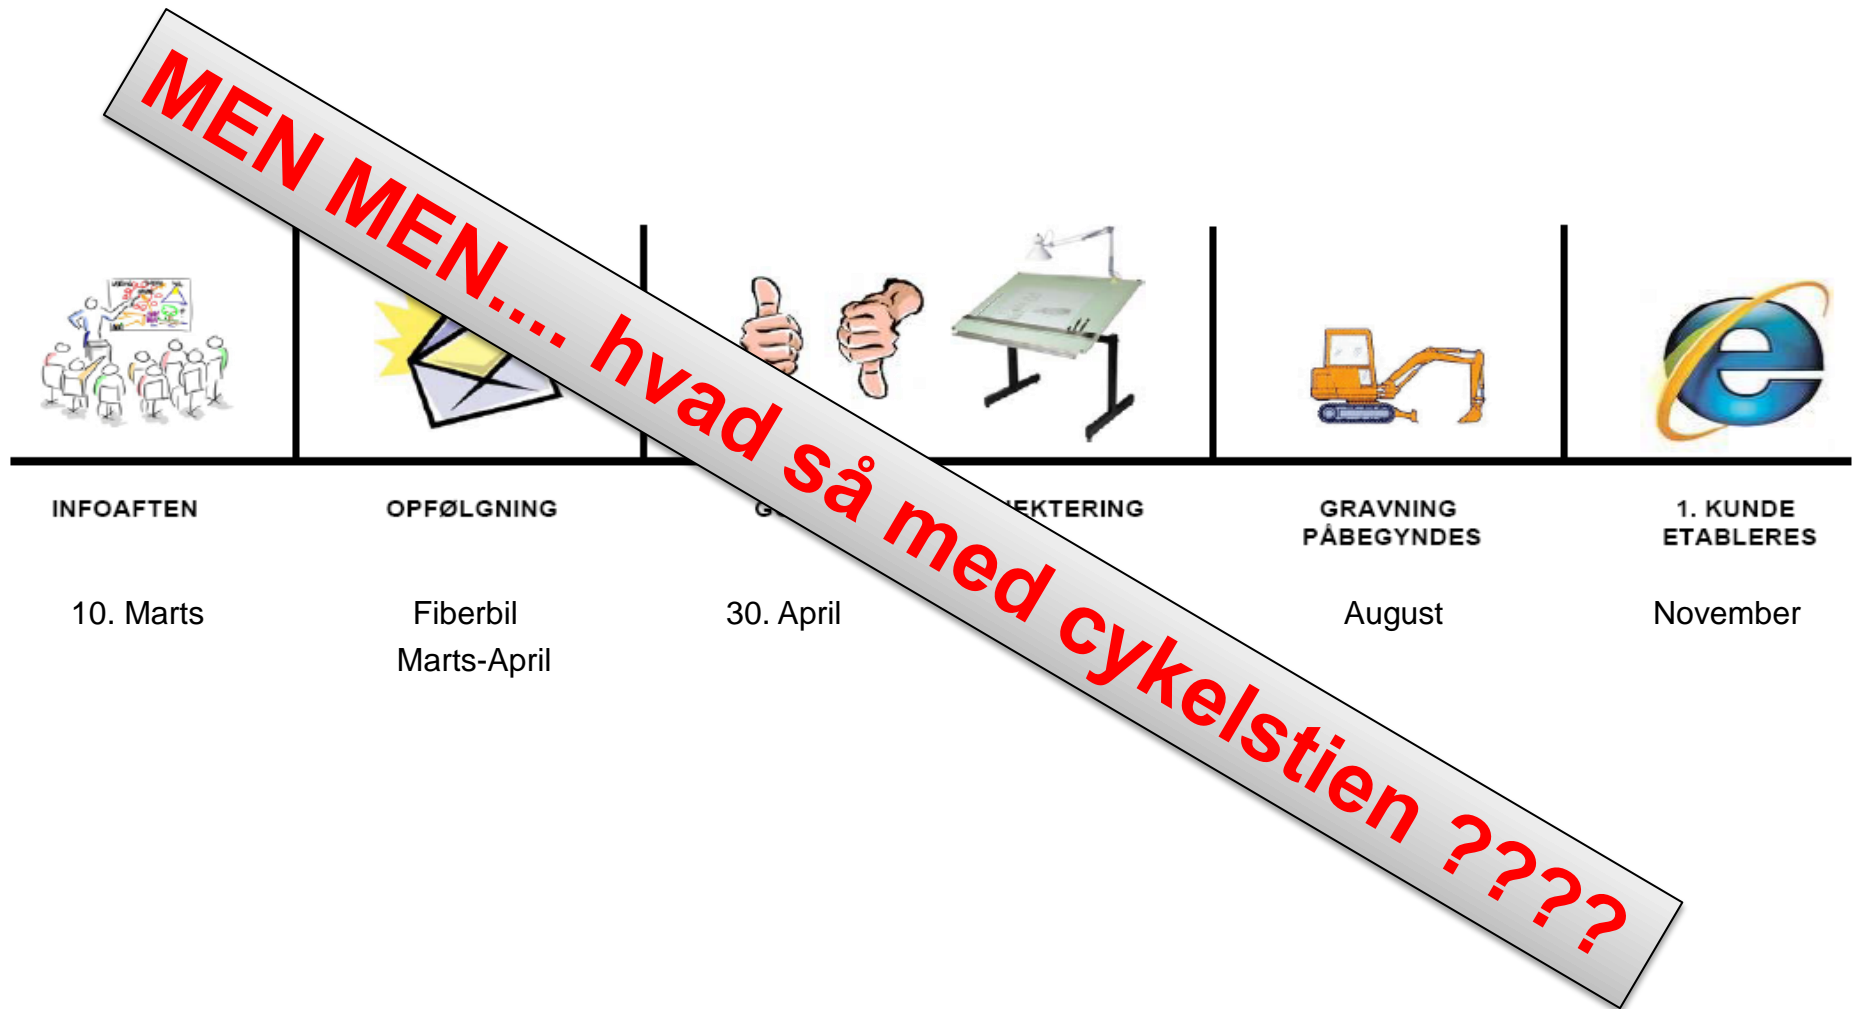 MEN MEN.... hvad så med cykelstien ????
INFOAFTEN
OPFØLGNING
GRAVNING
PÅBEGYNDES
1. KUNDE
ETABLERES
10. Marts
Fiberbil
Marts-April
30. April
August
November